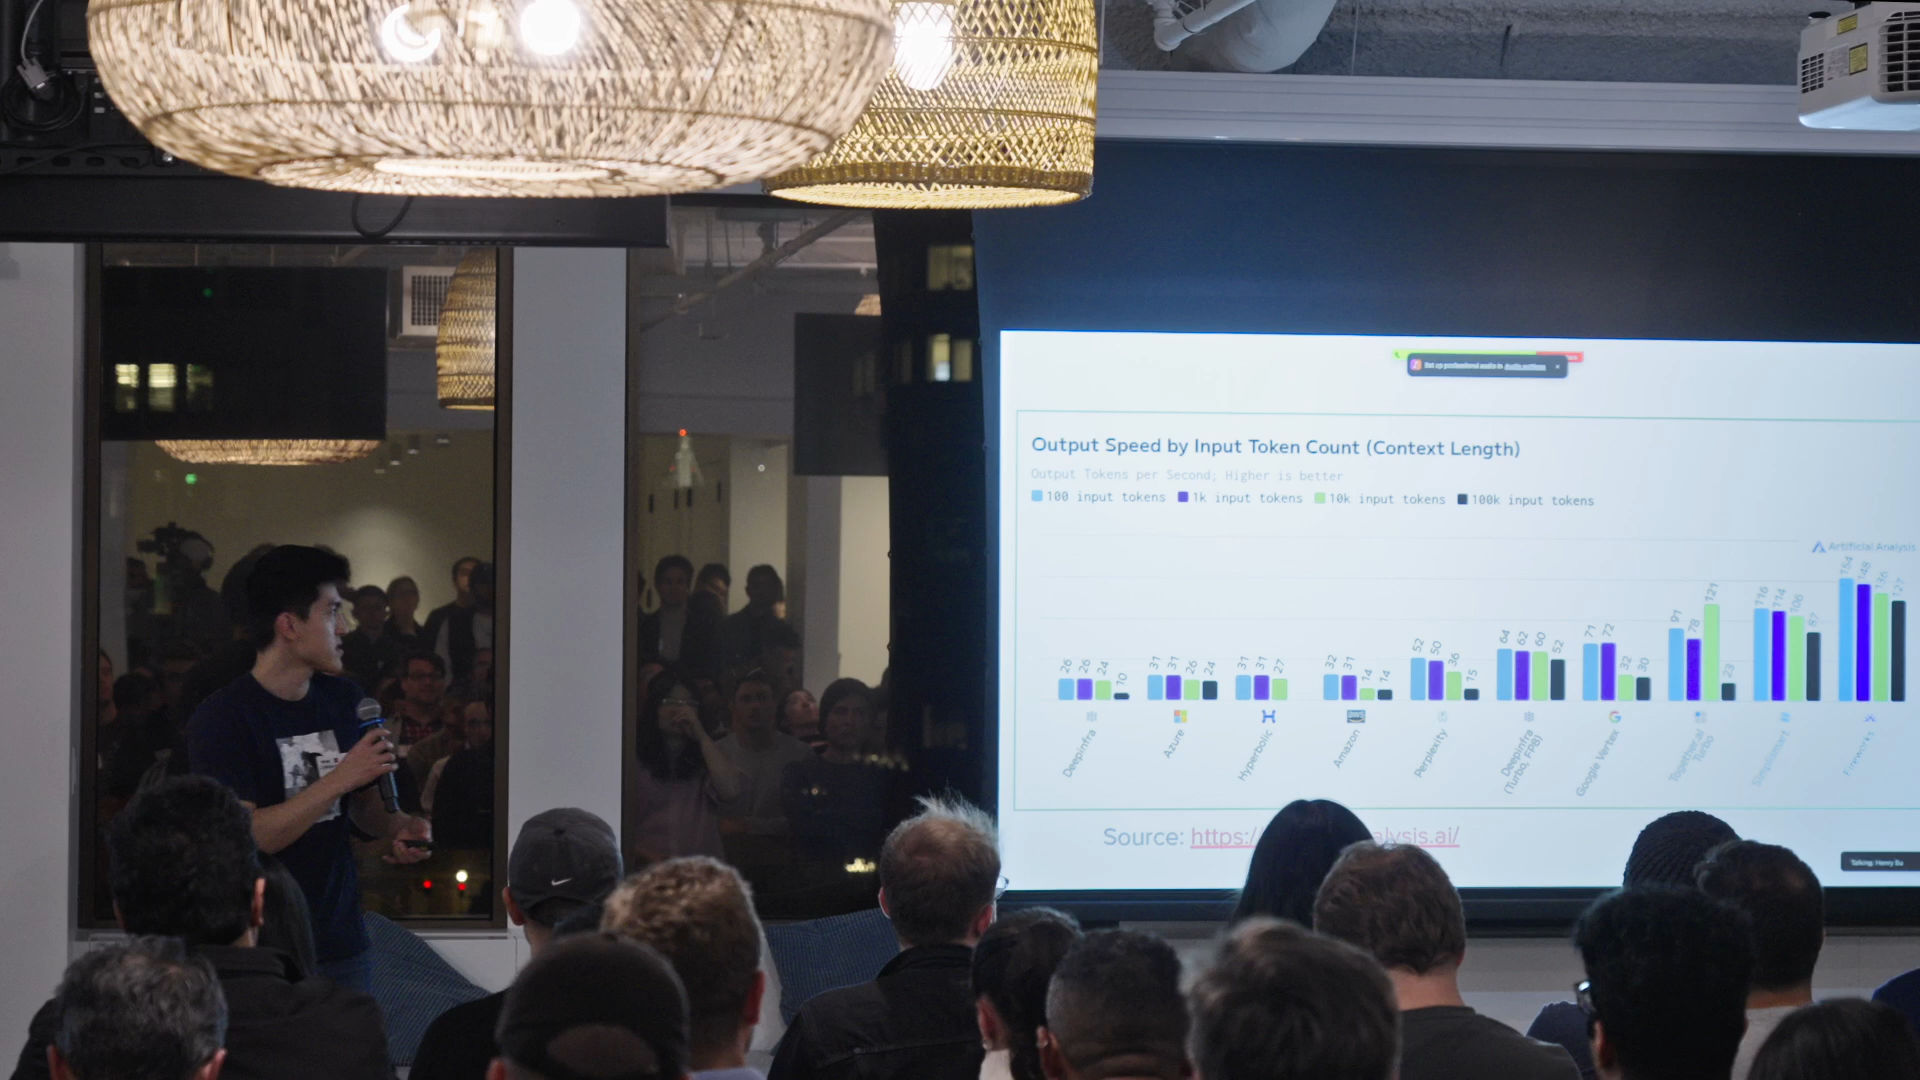 Output Speed by Input Token Count (Context Length)
Output Tokens per Second; Higher is better
100 input tokens 1k input tokens 10k input tokens 100k input tokens
Artificial Analysis
26 26 24 10
31 31 26 24
31 31 27
32 31 14 14
52 50 36 15
64 62 60 52
71 72 32 30
91 78 121 23
116 114 106 87
154 148 136 127
Deepinfra
Azure
Hyperbolic
Amazon
Perplexity
Deepinfra
(Turbo, FP8)
Google Vertex
Together.ai
Turbo
Simplismart
Fireworks
Source: https:/ alysis.ai/